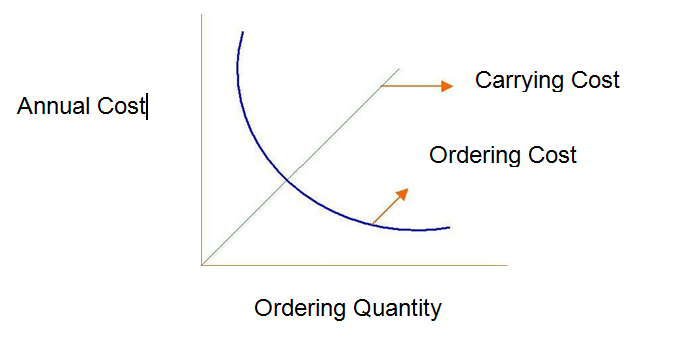 Carrying Cost
Annual Cost
Ordering Cost
Ordering Quantity